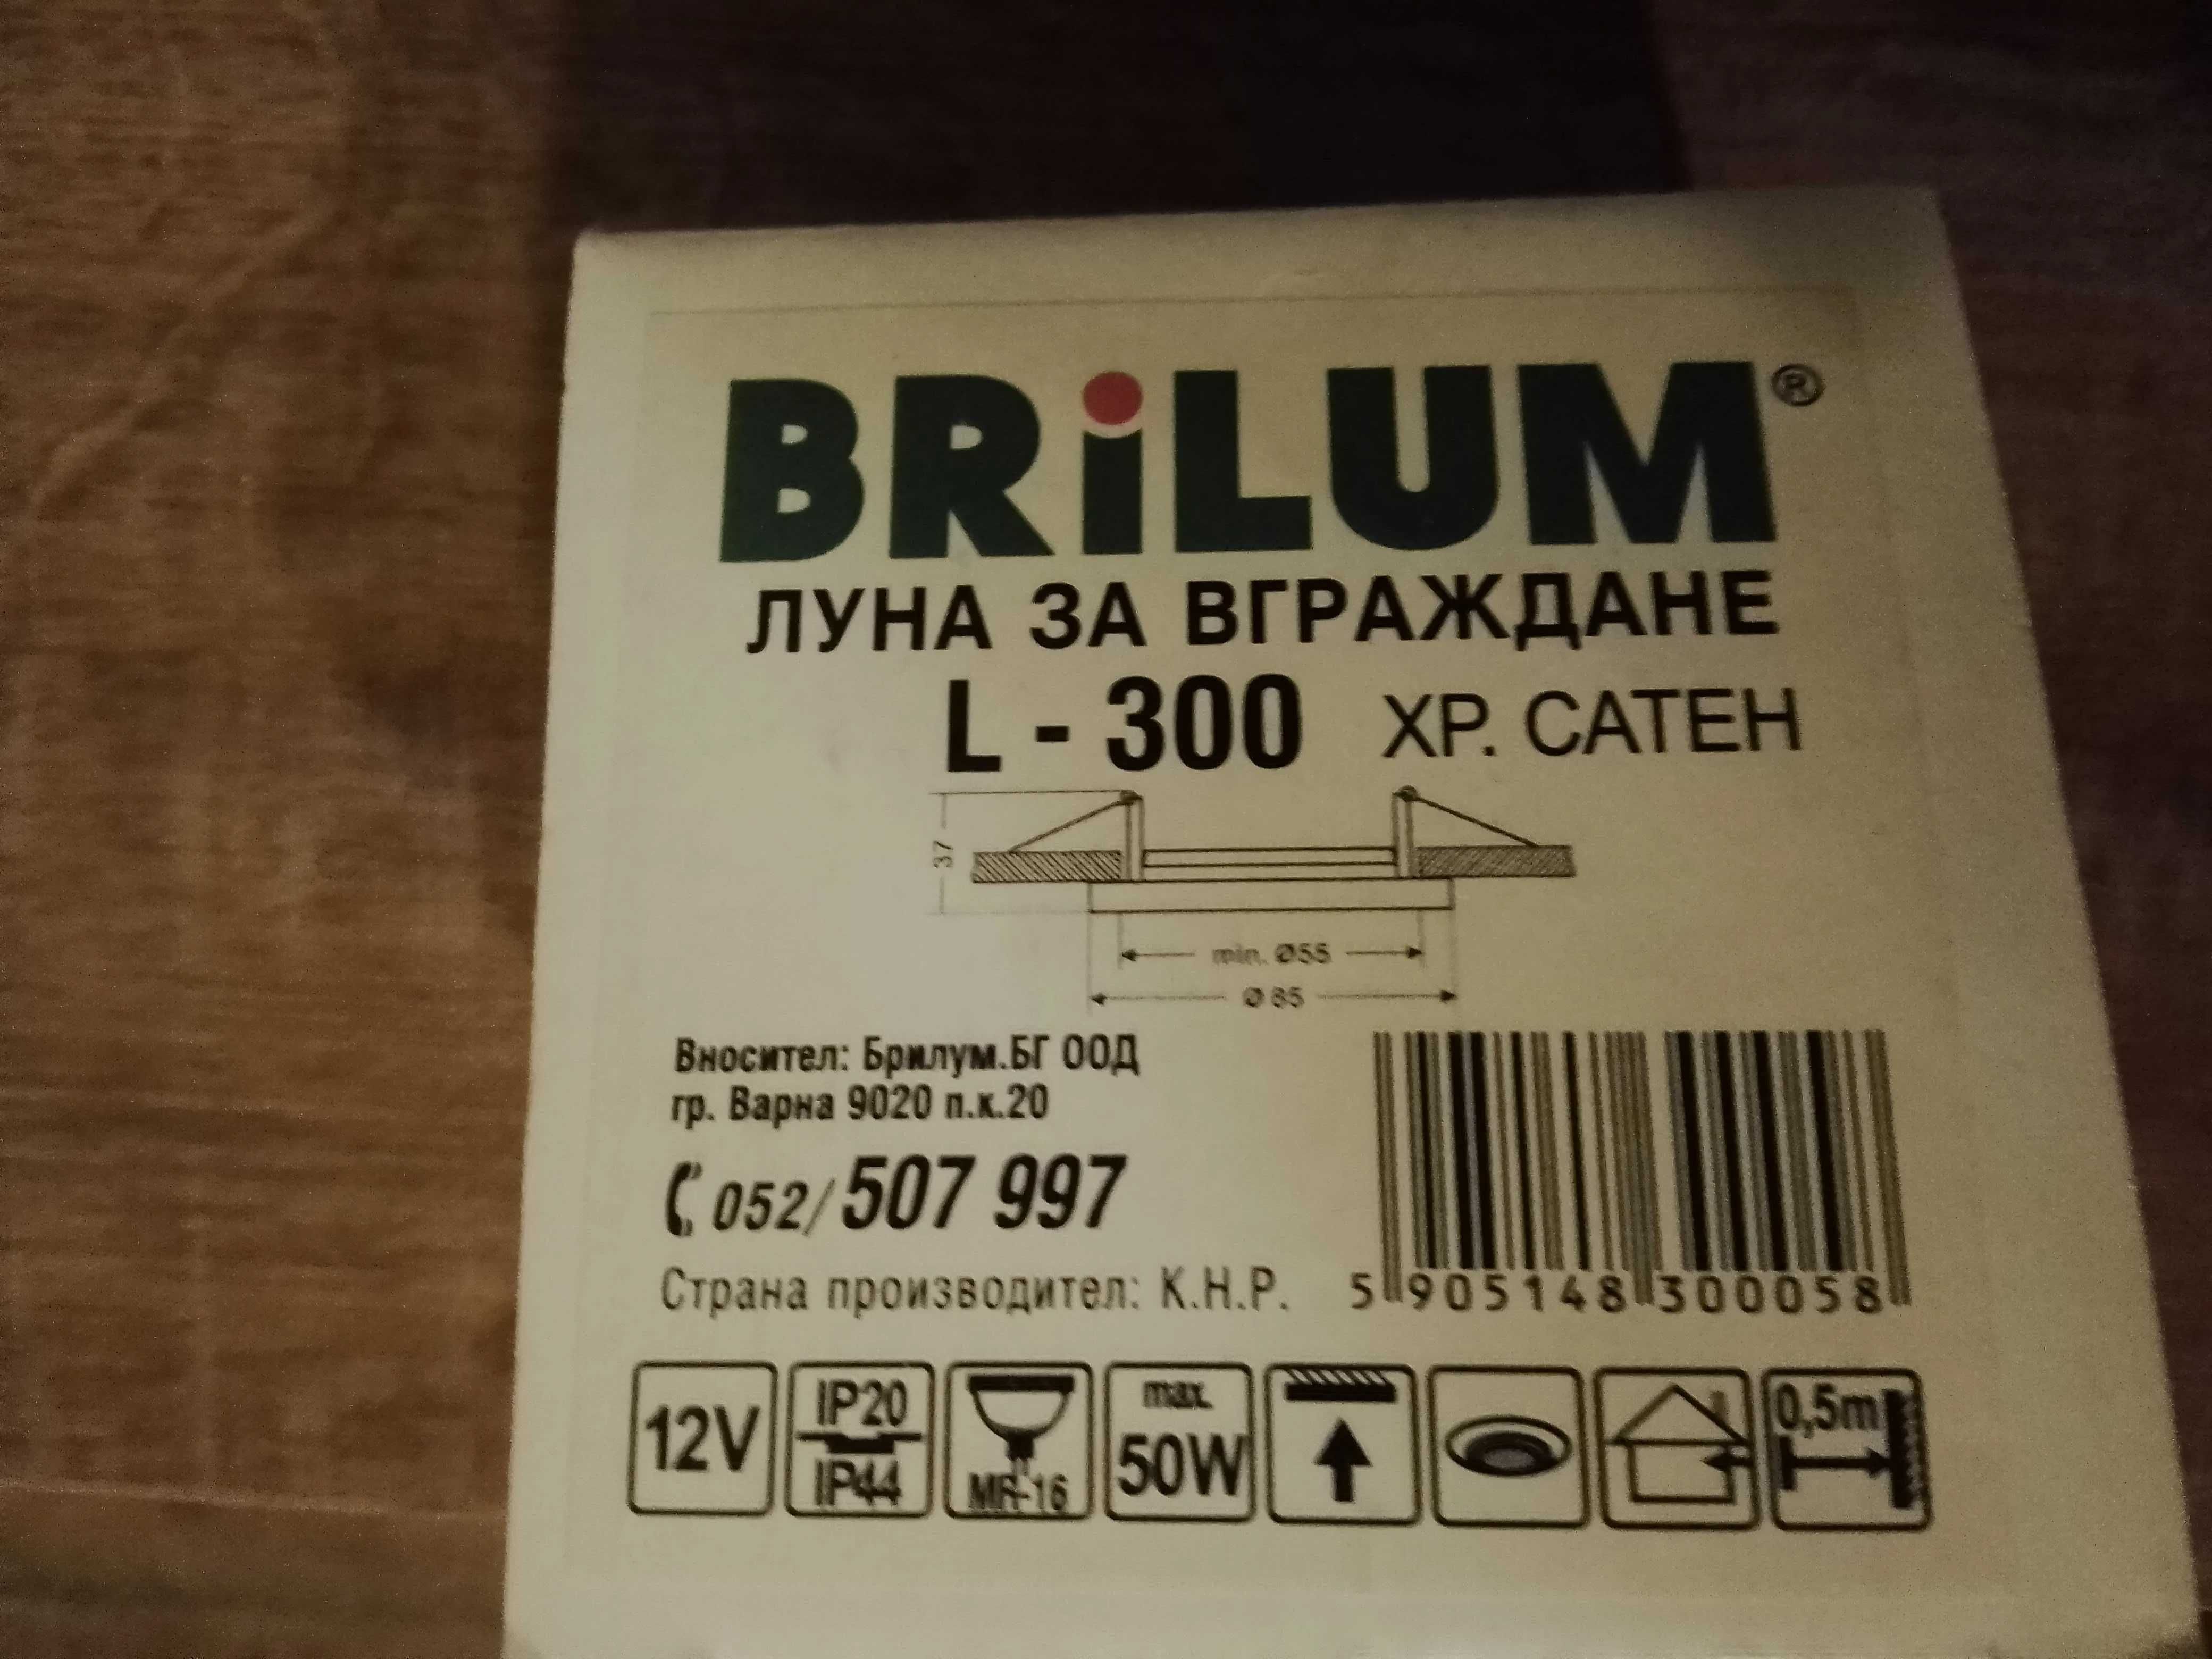 BRiLUM®
ЛУНА ЗА ВГРАЖДАНЕ
L - 300 ХР. САТЕН
37
min. Ø55
Ø 85
Вносител: Брилум.БГ ООД
гр. Варна 9020 п.к.20
052/507 997
Страна производител: К.Н.Р.
5 905148 300058
12V
IP20
IP44
MR-16
max.
50W
0,5m